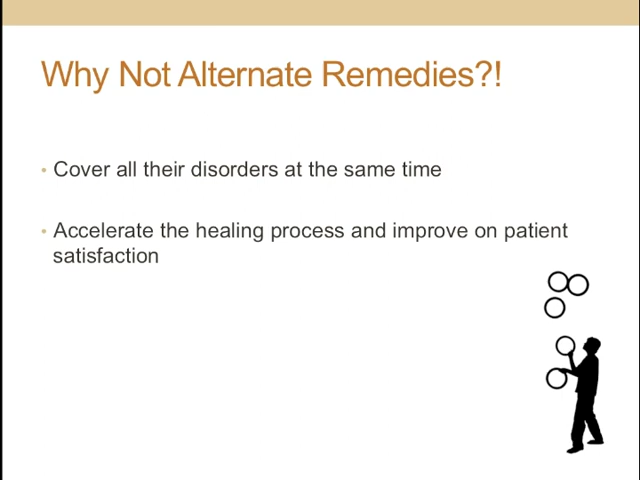 Why Not Alternate Remedies?!
• Cover all their disorders at the same time
• Accelerate the healing process and improve on patient
satisfaction